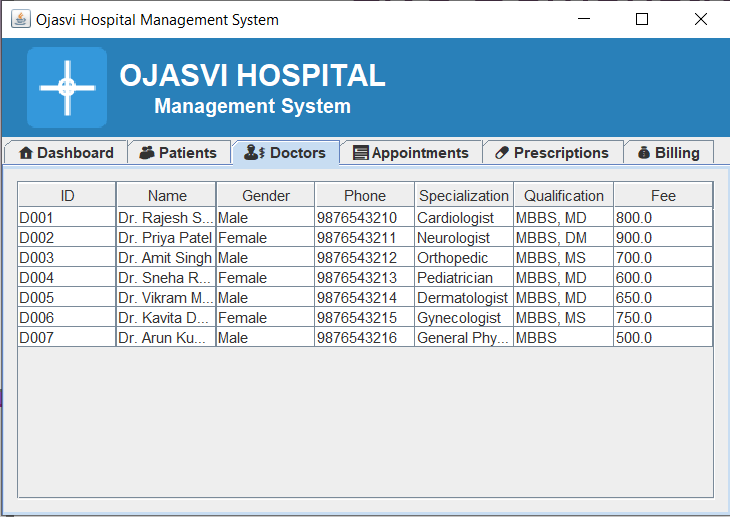 Ojasvi Hospital Management System
OJASVI HOSPITAL
Management System
Dashboard Patients Doctors Appointments Prescriptions Billing
ID Name Gender Phone Specialization Qualification Fee
D001 Dr. Rajesh S... Male 9876543210 Cardiologist MBBS, MD 800.0
D002 Dr. Priya Patel Female 9876543211 Neurologist MBBS, DM 900.0
D003 Dr. Amit Singh Male 9876543212 Orthopedic MBBS, MS 700.0
D004 Dr. Sneha R... Female 9876543213 Pediatrician MBBS, MD 600.0
D005 Dr. Vikram M... Male 9876543214 Dermatologist MBBS, MD 650.0
D006 Dr. Kavita D... Female 9876543215 Gynecologist MBBS, MS 750.0
D007 Dr. Arun Ku... Male 9876543216 General Phy... MBBS 500.0